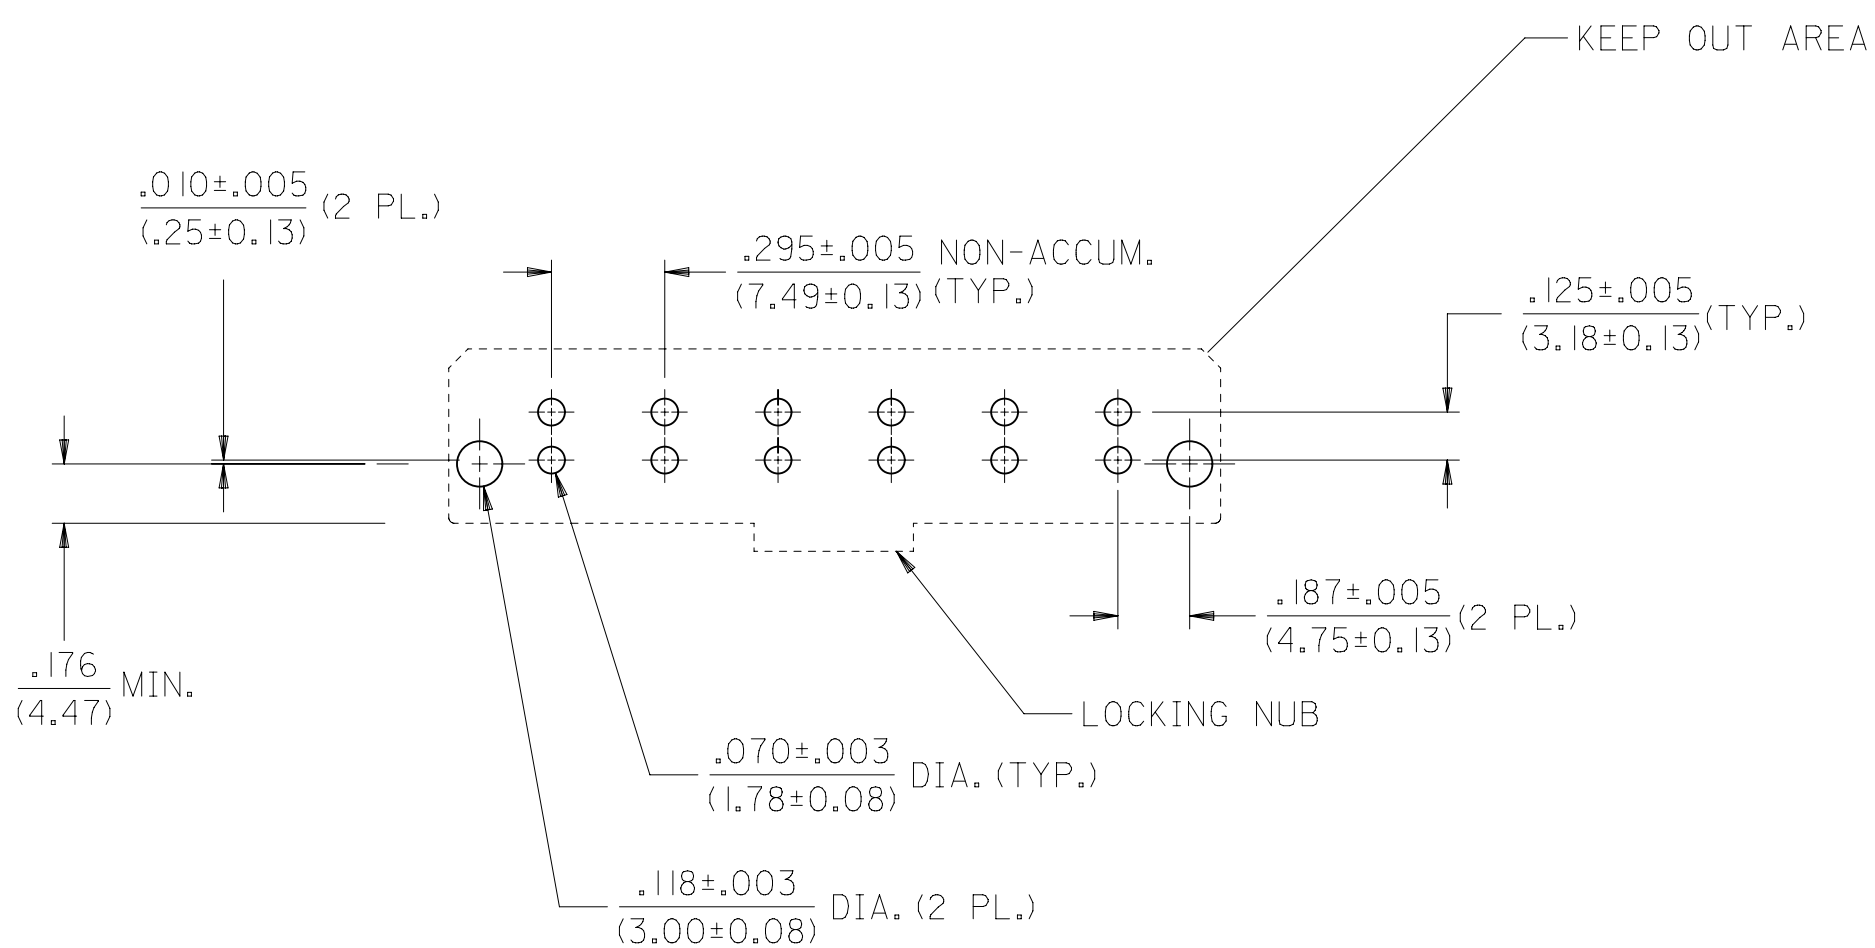 KEEP OUT AREA
.010±.005
(.25±0.13)
(2 PL.)
.295±.005 NON-ACCUM.
(7.49±0.13) (TYP.)
.125±.005
(3.18±0.13)
(TYP.)
.187±.005
(4.75±0.13)
(2 PL.)
.176
(4.47)
MIN.
LOCKING NUB
.070±.003
(1.78±0.08)
DIA. (TYP.)
.118±.003
(3.00±0.08)
DIA. (2 PL.)